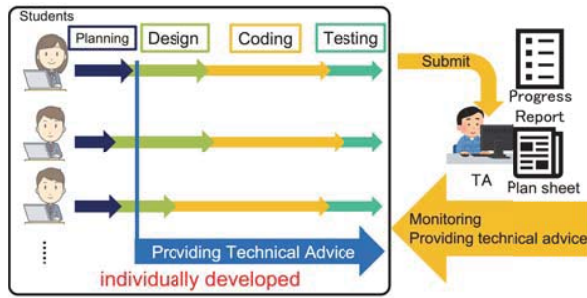 Students
Planning
Design
Coding
Testing
Submit
Progress
Report
TA
Plan sheet
Monitoring
Providing technical advice
Providing Technical Advice
individually developed